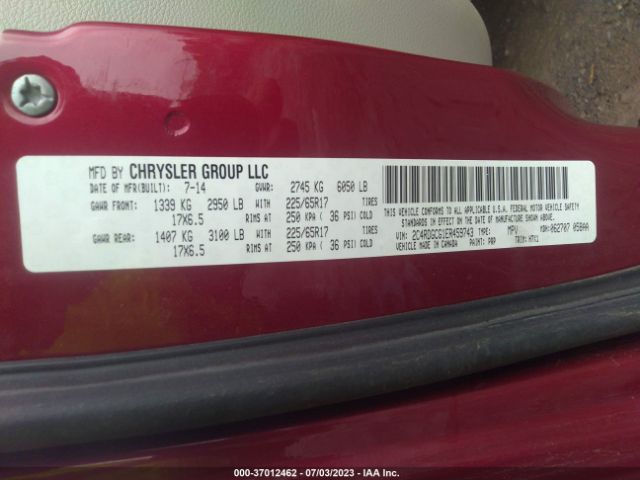 MFD BY CHRYSLER GROUP LLC
DATE OF MFR(BUILT): 7-14 GVWR: 2745 KG 6050 LB
GAWR FRONT: 1339 KG 2950 LB WITH 225/65R17 TIRES
17X6.5 RIMS AT 250 KPA ( 36 PSI) COLD
GAWR REAR: 1407 KG 3100 LB WITH 225/65R17 TIRES
17X6.5 RIMS AT 250 KPA ( 36 PSI) COLD
THIS VEHICLE CONFORMS TO ALL APPLICABLE U.S.A. FEDERAL MOTOR VEHICLE SAFETY
STANDARDS IN EFFECT ON THE DATE OF MANUFACTURE SHOWN ABOVE.
VIN: 2C4RDGCG1ER459743 TYPE: MPV MDH: 062707 058AA
VEHICLE MADE IN CANADA PAINT: PRP TRIM:
000-37012462 - 07/03/2023 - IAA Inc.